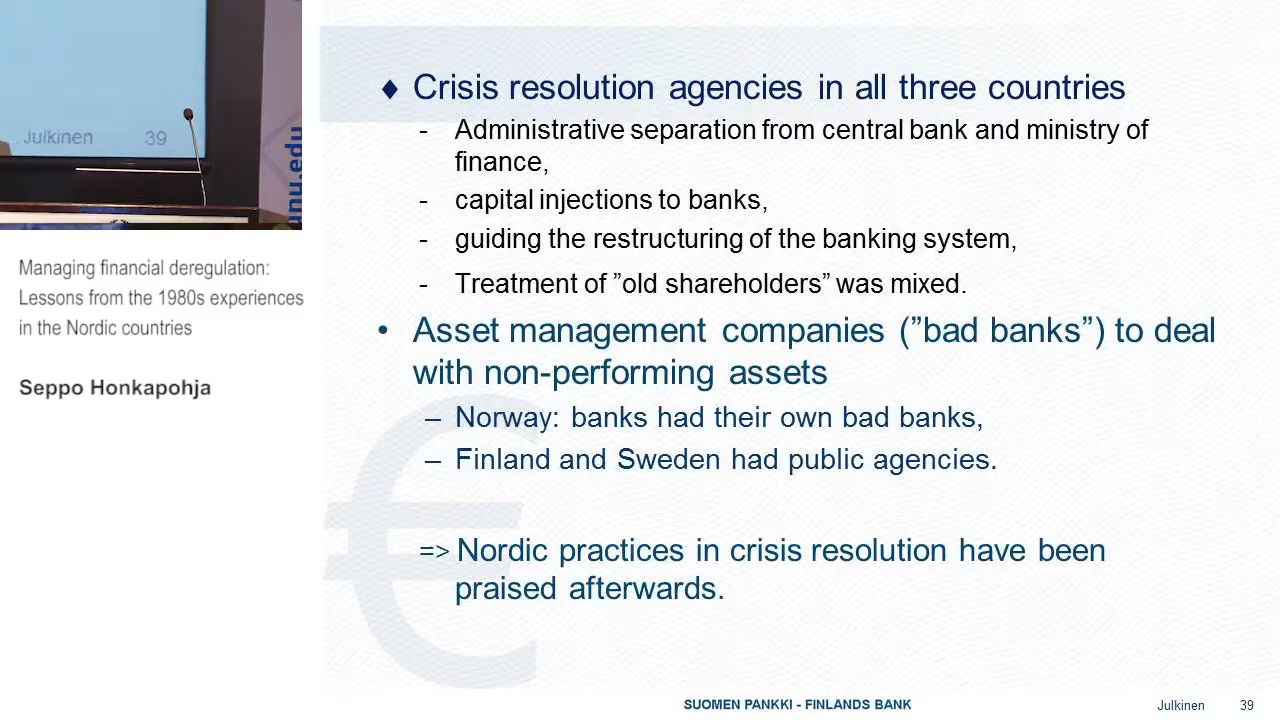 Julkinen 39
unu.edu
Managing financial deregulation:
Lessons from the 1980s experiences
in the Nordic countries
Seppo Honkapohja
♦ Crisis resolution agencies in all three countries
- Administrative separation from central bank and ministry of
finance,
- capital injections to banks,
- guiding the restructuring of the banking system,
- Treatment of ”old shareholders” was mixed.
• Asset management companies (”bad banks”) to deal
with non-performing assets
– Norway: banks had their own bad banks,
– Finland and Sweden had public agencies.
=> Nordic practices in crisis resolution have been
praised afterwards.
SUOMEN PANKKI - FINLANDS BANK
Julkinen 39